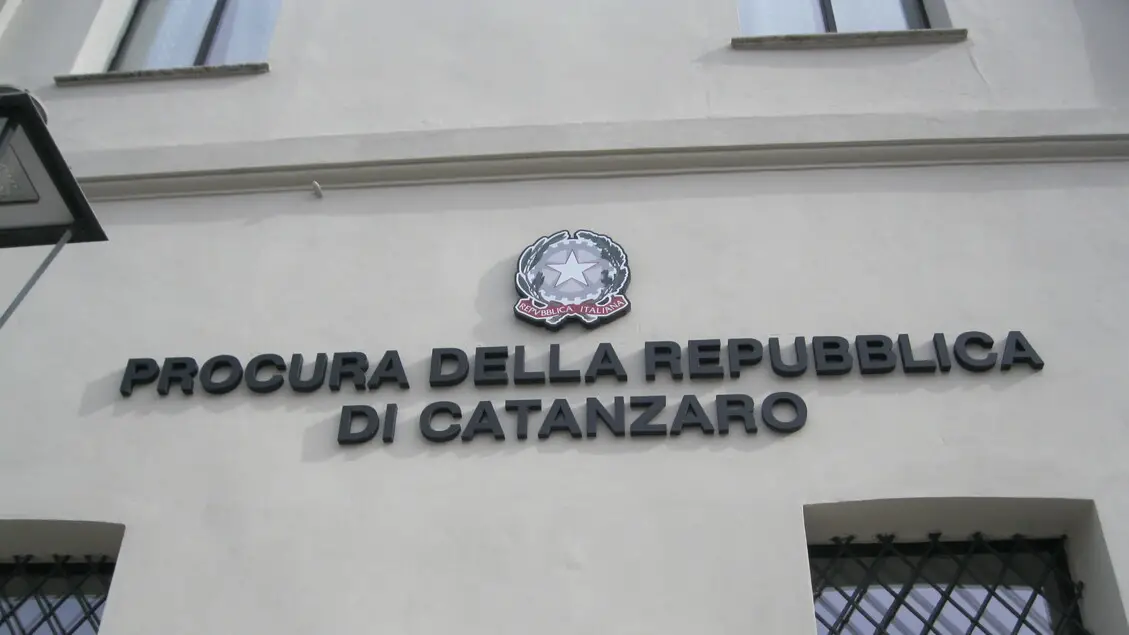 REPVBBLICA ITALIANA
PROCURA DELLA REPUBBLICA
DI CATANZARO